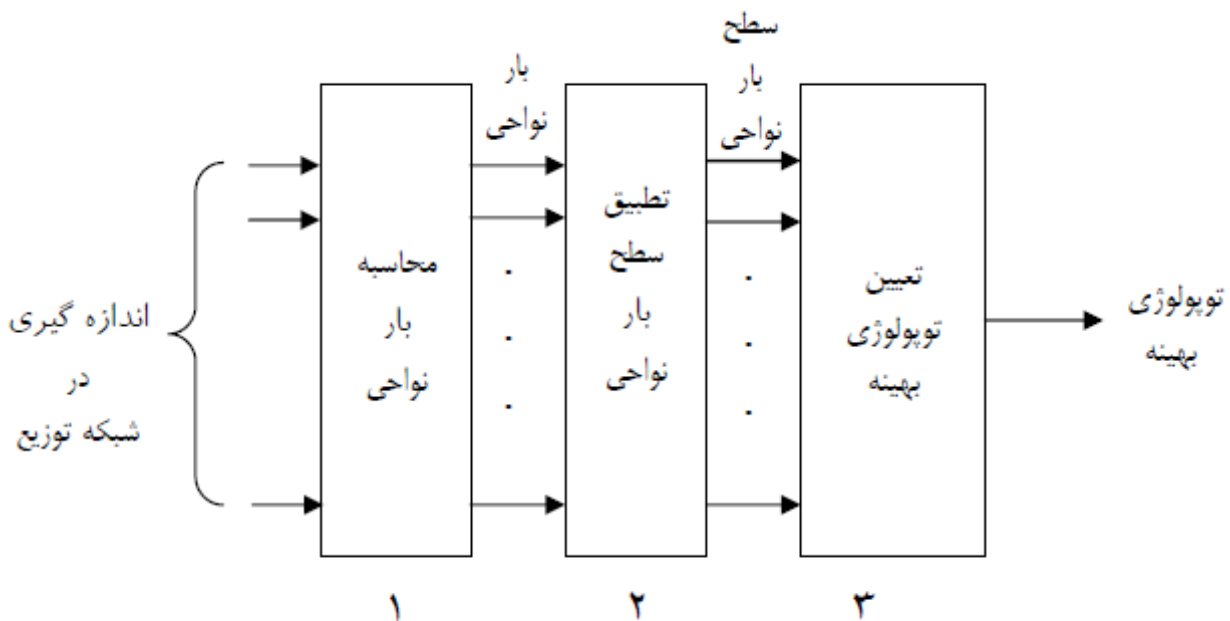 اندازه گیری
در
شبکه توزیع
محاسبه
بار
نواحی
بار
نواحی
تطبیق
سطح
بار
نواحی
سطح
بار
نواحی
تعیین
توپولوژی
بهینه
توپولوژی
بهینه
۱
۲
۳